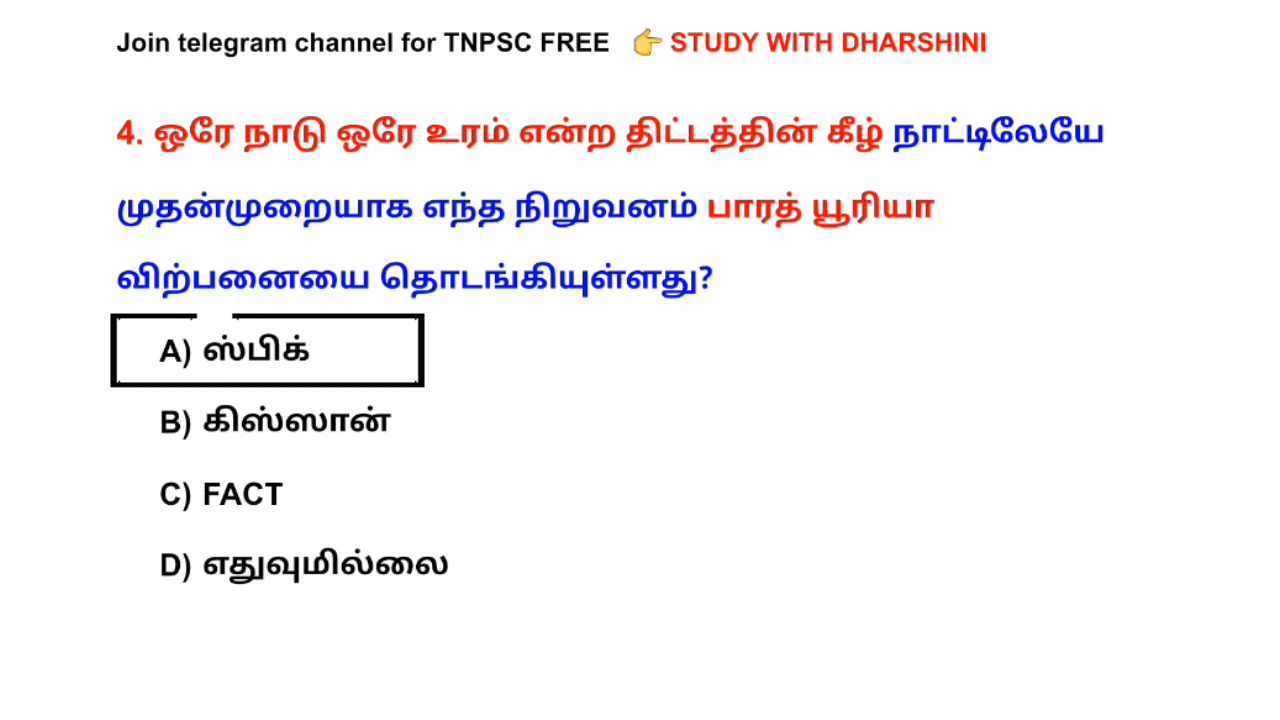 Join telegram channel for TNPSC FREE 👉 STUDY WITH DHARSHINI
4. ஒரே நாடு ஒரே உரம் என்ற திட்டத்தின் கீழ் நாட்டிலேயே
முதன்முறையாக எந்த நிறுவனம் பாரத் யூரியா
விற்பனையை தொடங்கியுள்ளது?
A) ஸ்பிக்
B) கிஸ்ஸான்
C) FACT
D) எதுவுமில்லை